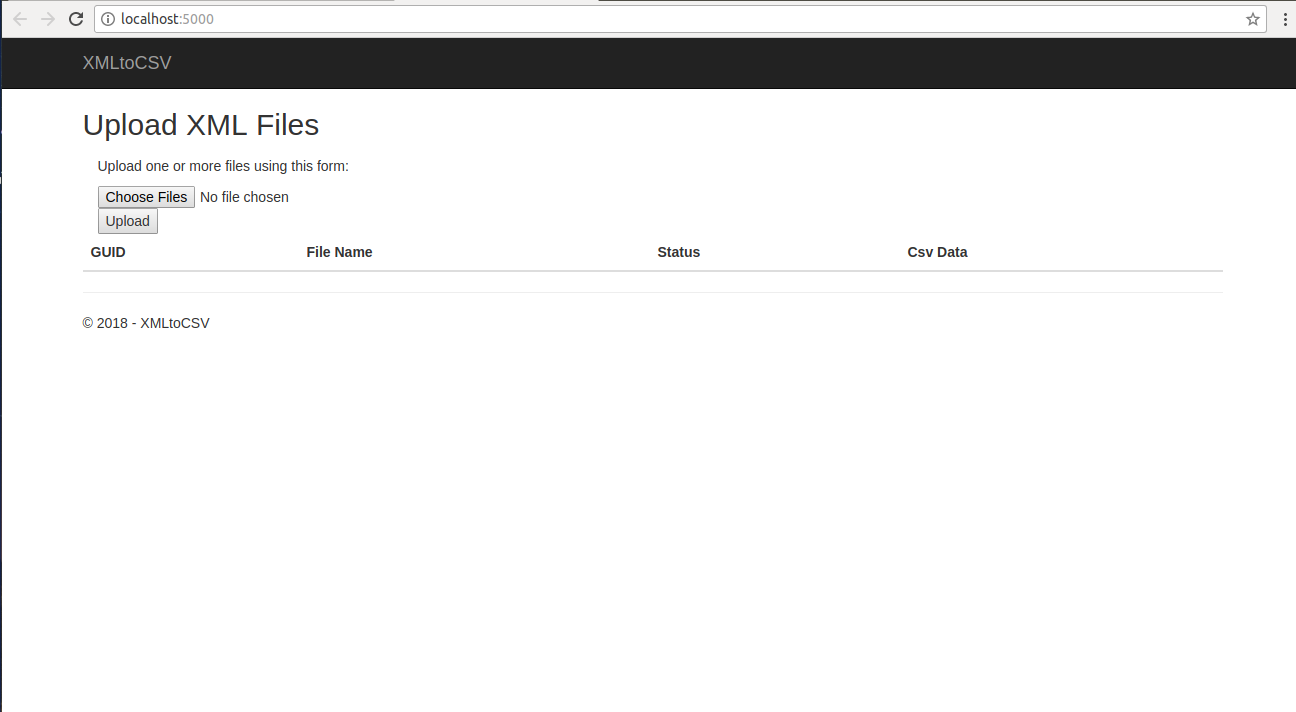 localhost:5000
XMLtoCSV
Upload XML Files
Upload one or more files using this form:
Choose Files No file chosen
Upload
GUID File Name Status Csv Data
© 2018 - XMLtoCSV